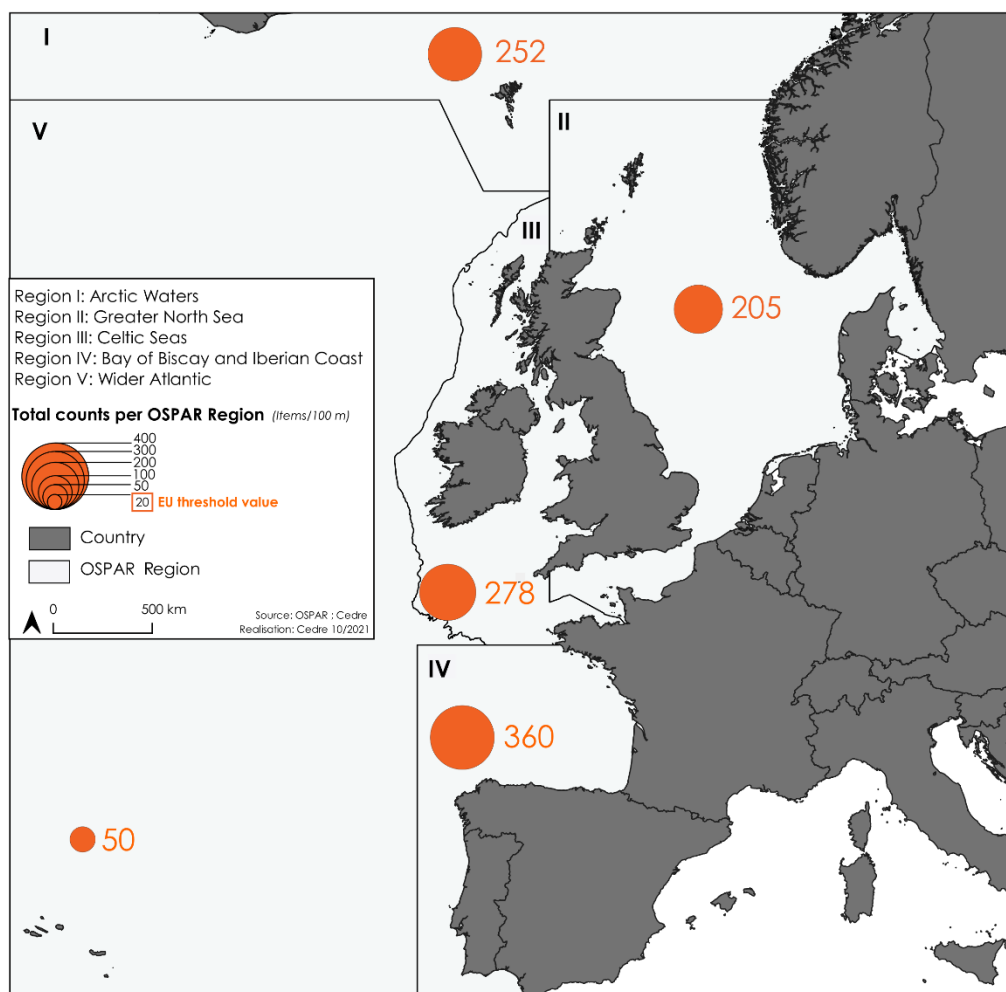 I
252
V
II
III
Region I: Arctic Waters
Region II: Greater North Sea
Region III: Celtic Seas
Region IV: Bay of Biscay and Iberian Coast
Region V: Wider Atlantic
205
Total counts per OSPAR Region (Items/100 m)
400
300
200
100
50
20 EU threshold value
Country
OSPAR Region
0 500 km
Source: OSPAR ; Cedre
Realisation: Cedre 10/2021
278
IV
360
50